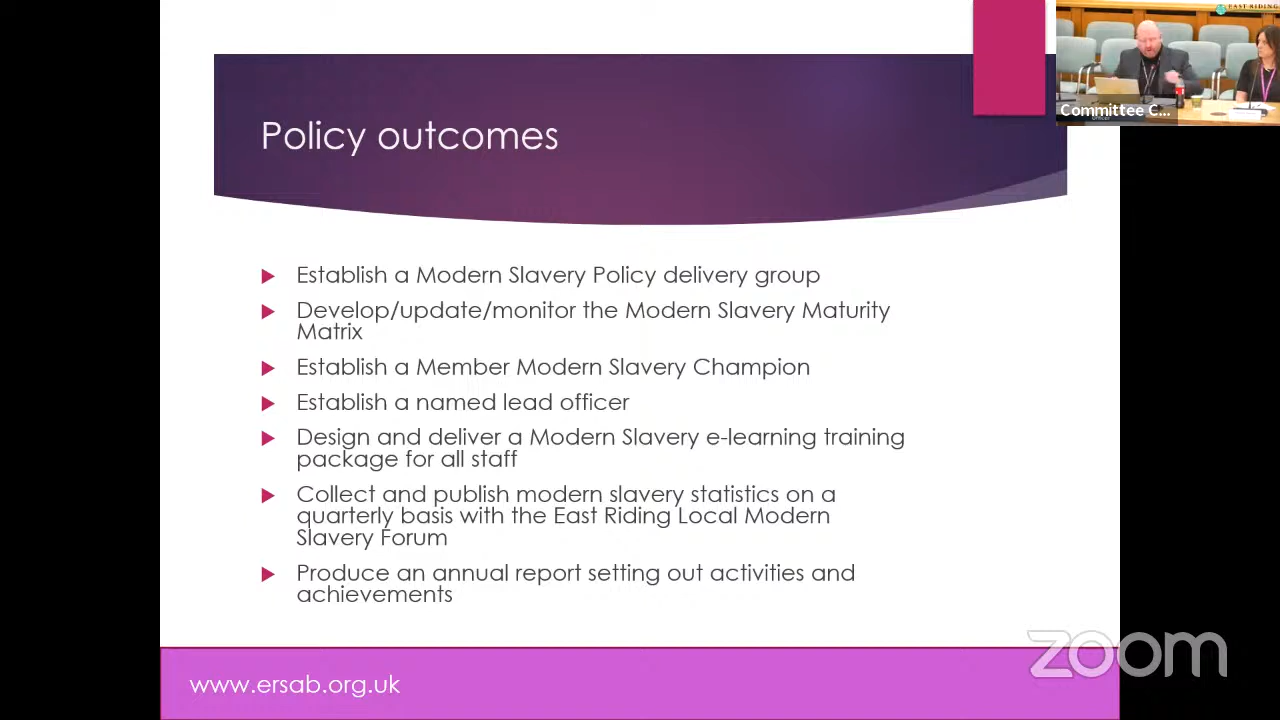 EAST RIDING
Committee C...
Policy outcomes
Establish a Modern Slavery Policy delivery group
Develop/update/monitor the Modern Slavery Maturity
Matrix
Establish a Member Modern Slavery Champion
Establish a named lead officer
Design and deliver a Modern Slavery e-learning training
package for all staff
Collect and publish modern slavery statistics on a
quarterly basis with the East Riding Local Modern
Slavery Forum
Produce an annual report setting out activities and
achievements
zoom
www.ersab.org.uk